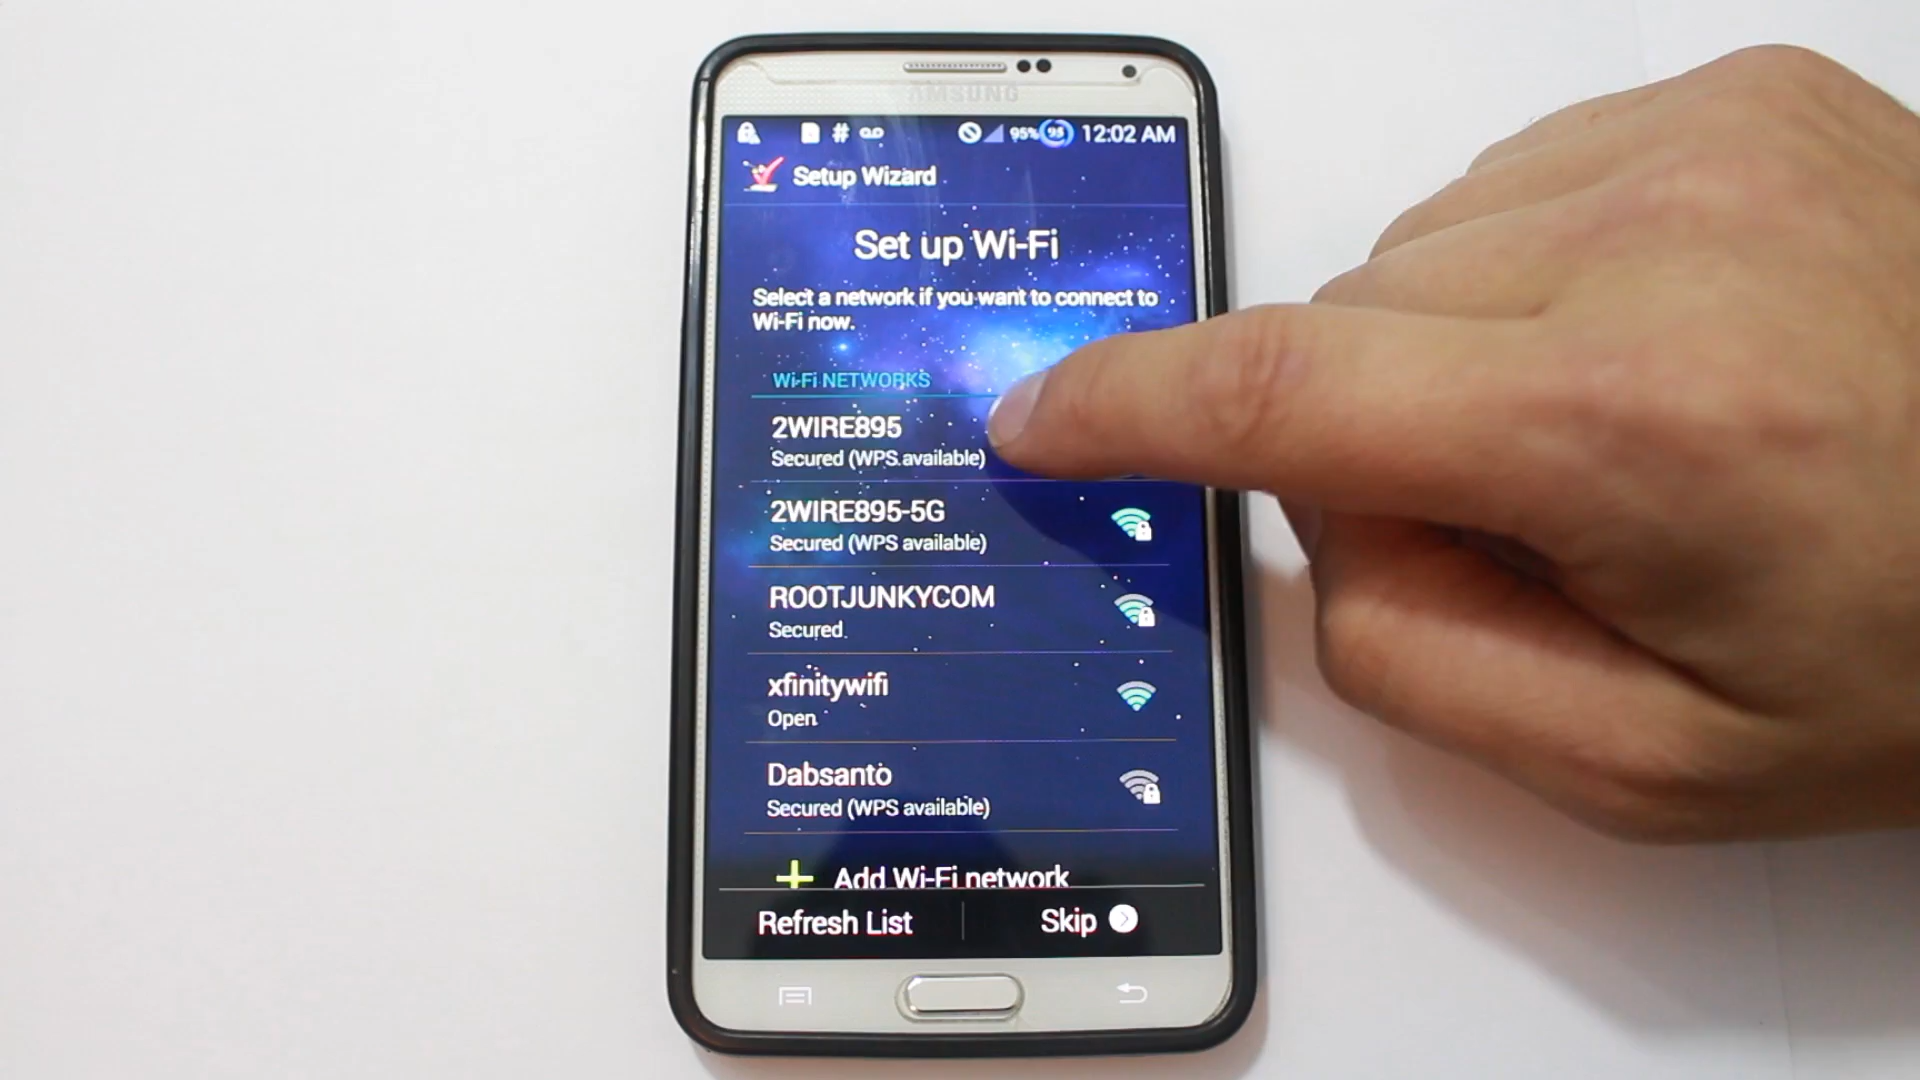 SAMSUNG
# 95% 95 12:02 AM
Setup Wizard
Set up Wi-Fi
Select a network if you want to connect to
Wi-Fi now.
Wi-Fi NETWORKS
2WIRE895
Secured (WPS available)
2WIRE895-5G
Secured (WPS available)
ROOTJUNKYCOM
Secured
xfinitywifi
Open
Dabsanto
Secured (WPS available)
Add Wi-Fi network
Refresh List
Skip